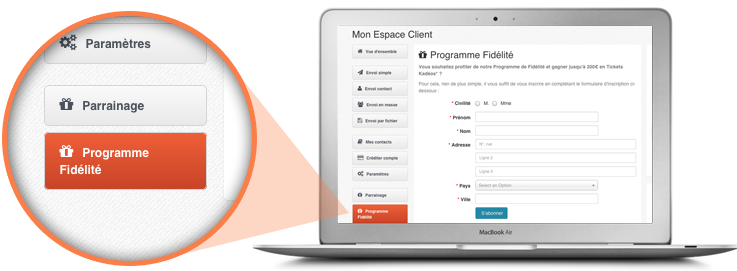 Paramètres
Parrainage
Programme
Fidélité
Mon Espace Client
Vue d'ensemble
Envoi simple
Envoi contact
Envoi en masse
Envoi par fichier
Mes contacts
Créditer compte
Paramètres
Parrainage
Programme
Fidélité
Programme Fidélité
Vous souhaitez profiter de notre Programme de Fidélité et gagner jusqu'à 200€ en Tickets
Kadéos* ?
Pour cela, rien de plus simple, il vous suffit de vous inscrire en complétant le formulaire d'inscription ci
dessous :
* Civilité M. Mme
* Prénom
* Nom
* Adresse N°, rue
Ligne 2
Ligne 3
* Pays Select an Option
* Ville
S'abonner
MacBook Air